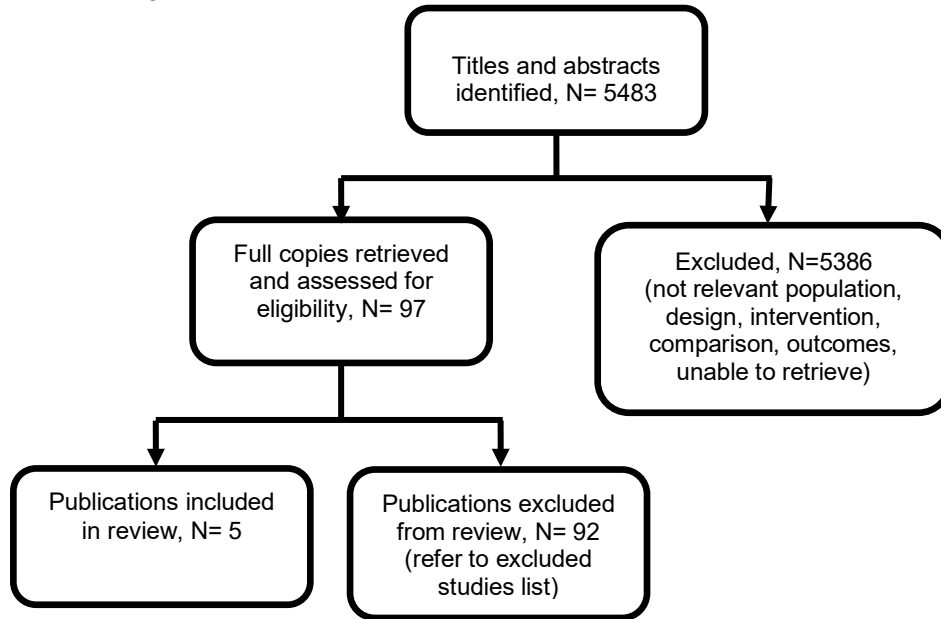 Titles and abstracts
identified, N= 5483
Full copies retrieved
and assessed for
eligibility, N= 97
Excluded, N=5386
(not relevant population,
design, intervention,
comparison, outcomes,
unable to retrieve)
Publications included
in review, N= 5
Publications excluded
from review, N= 92
(refer to excluded
studies list)